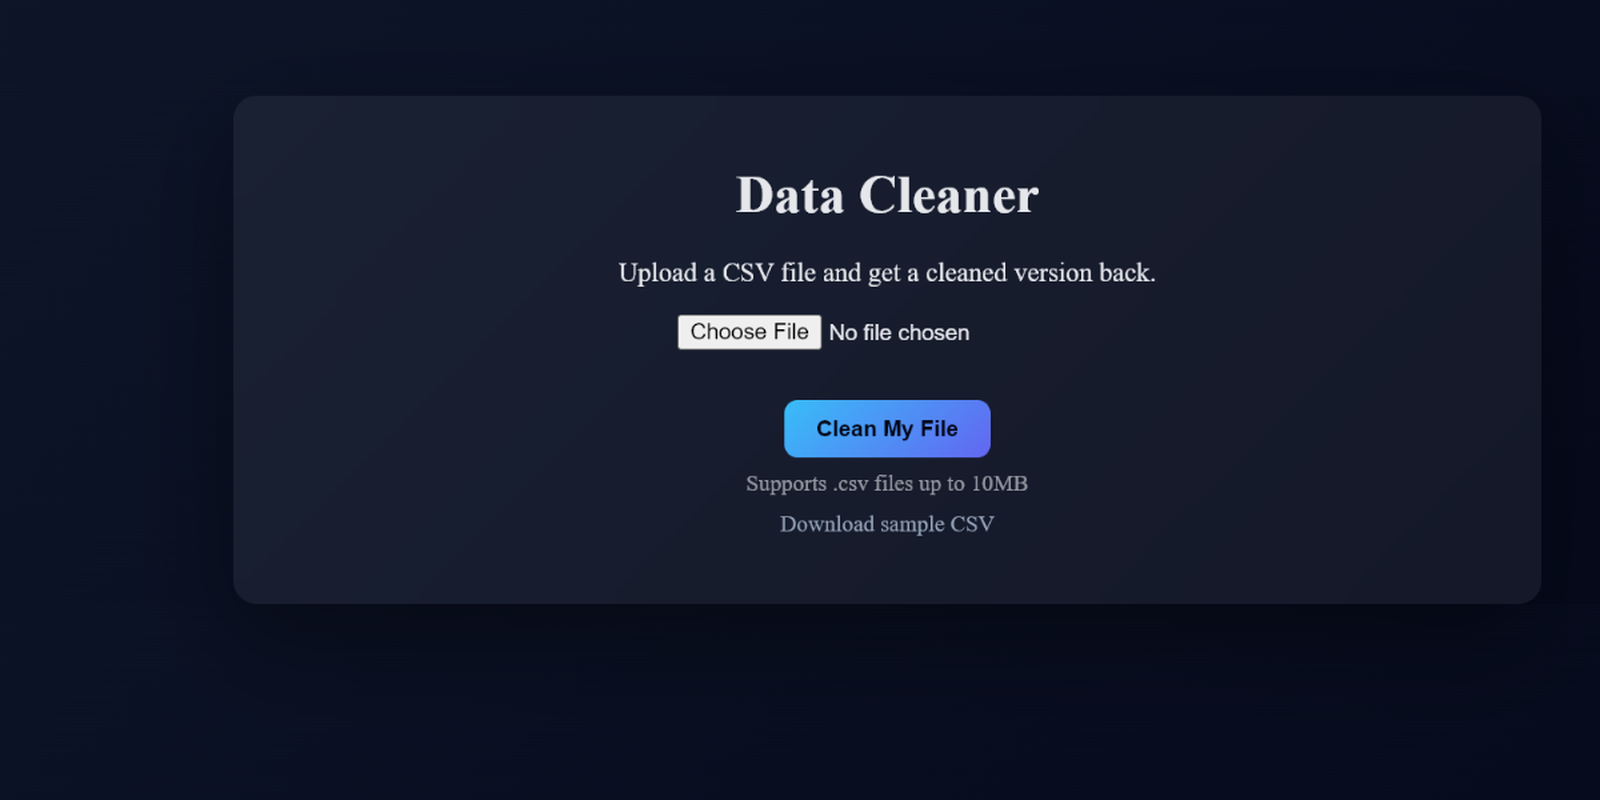 Data Cleaner
Upload a CSV file and get a cleaned version back.
Choose File No file chosen
Clean My File
Supports .csv files up to 10MB
Download sample CSV